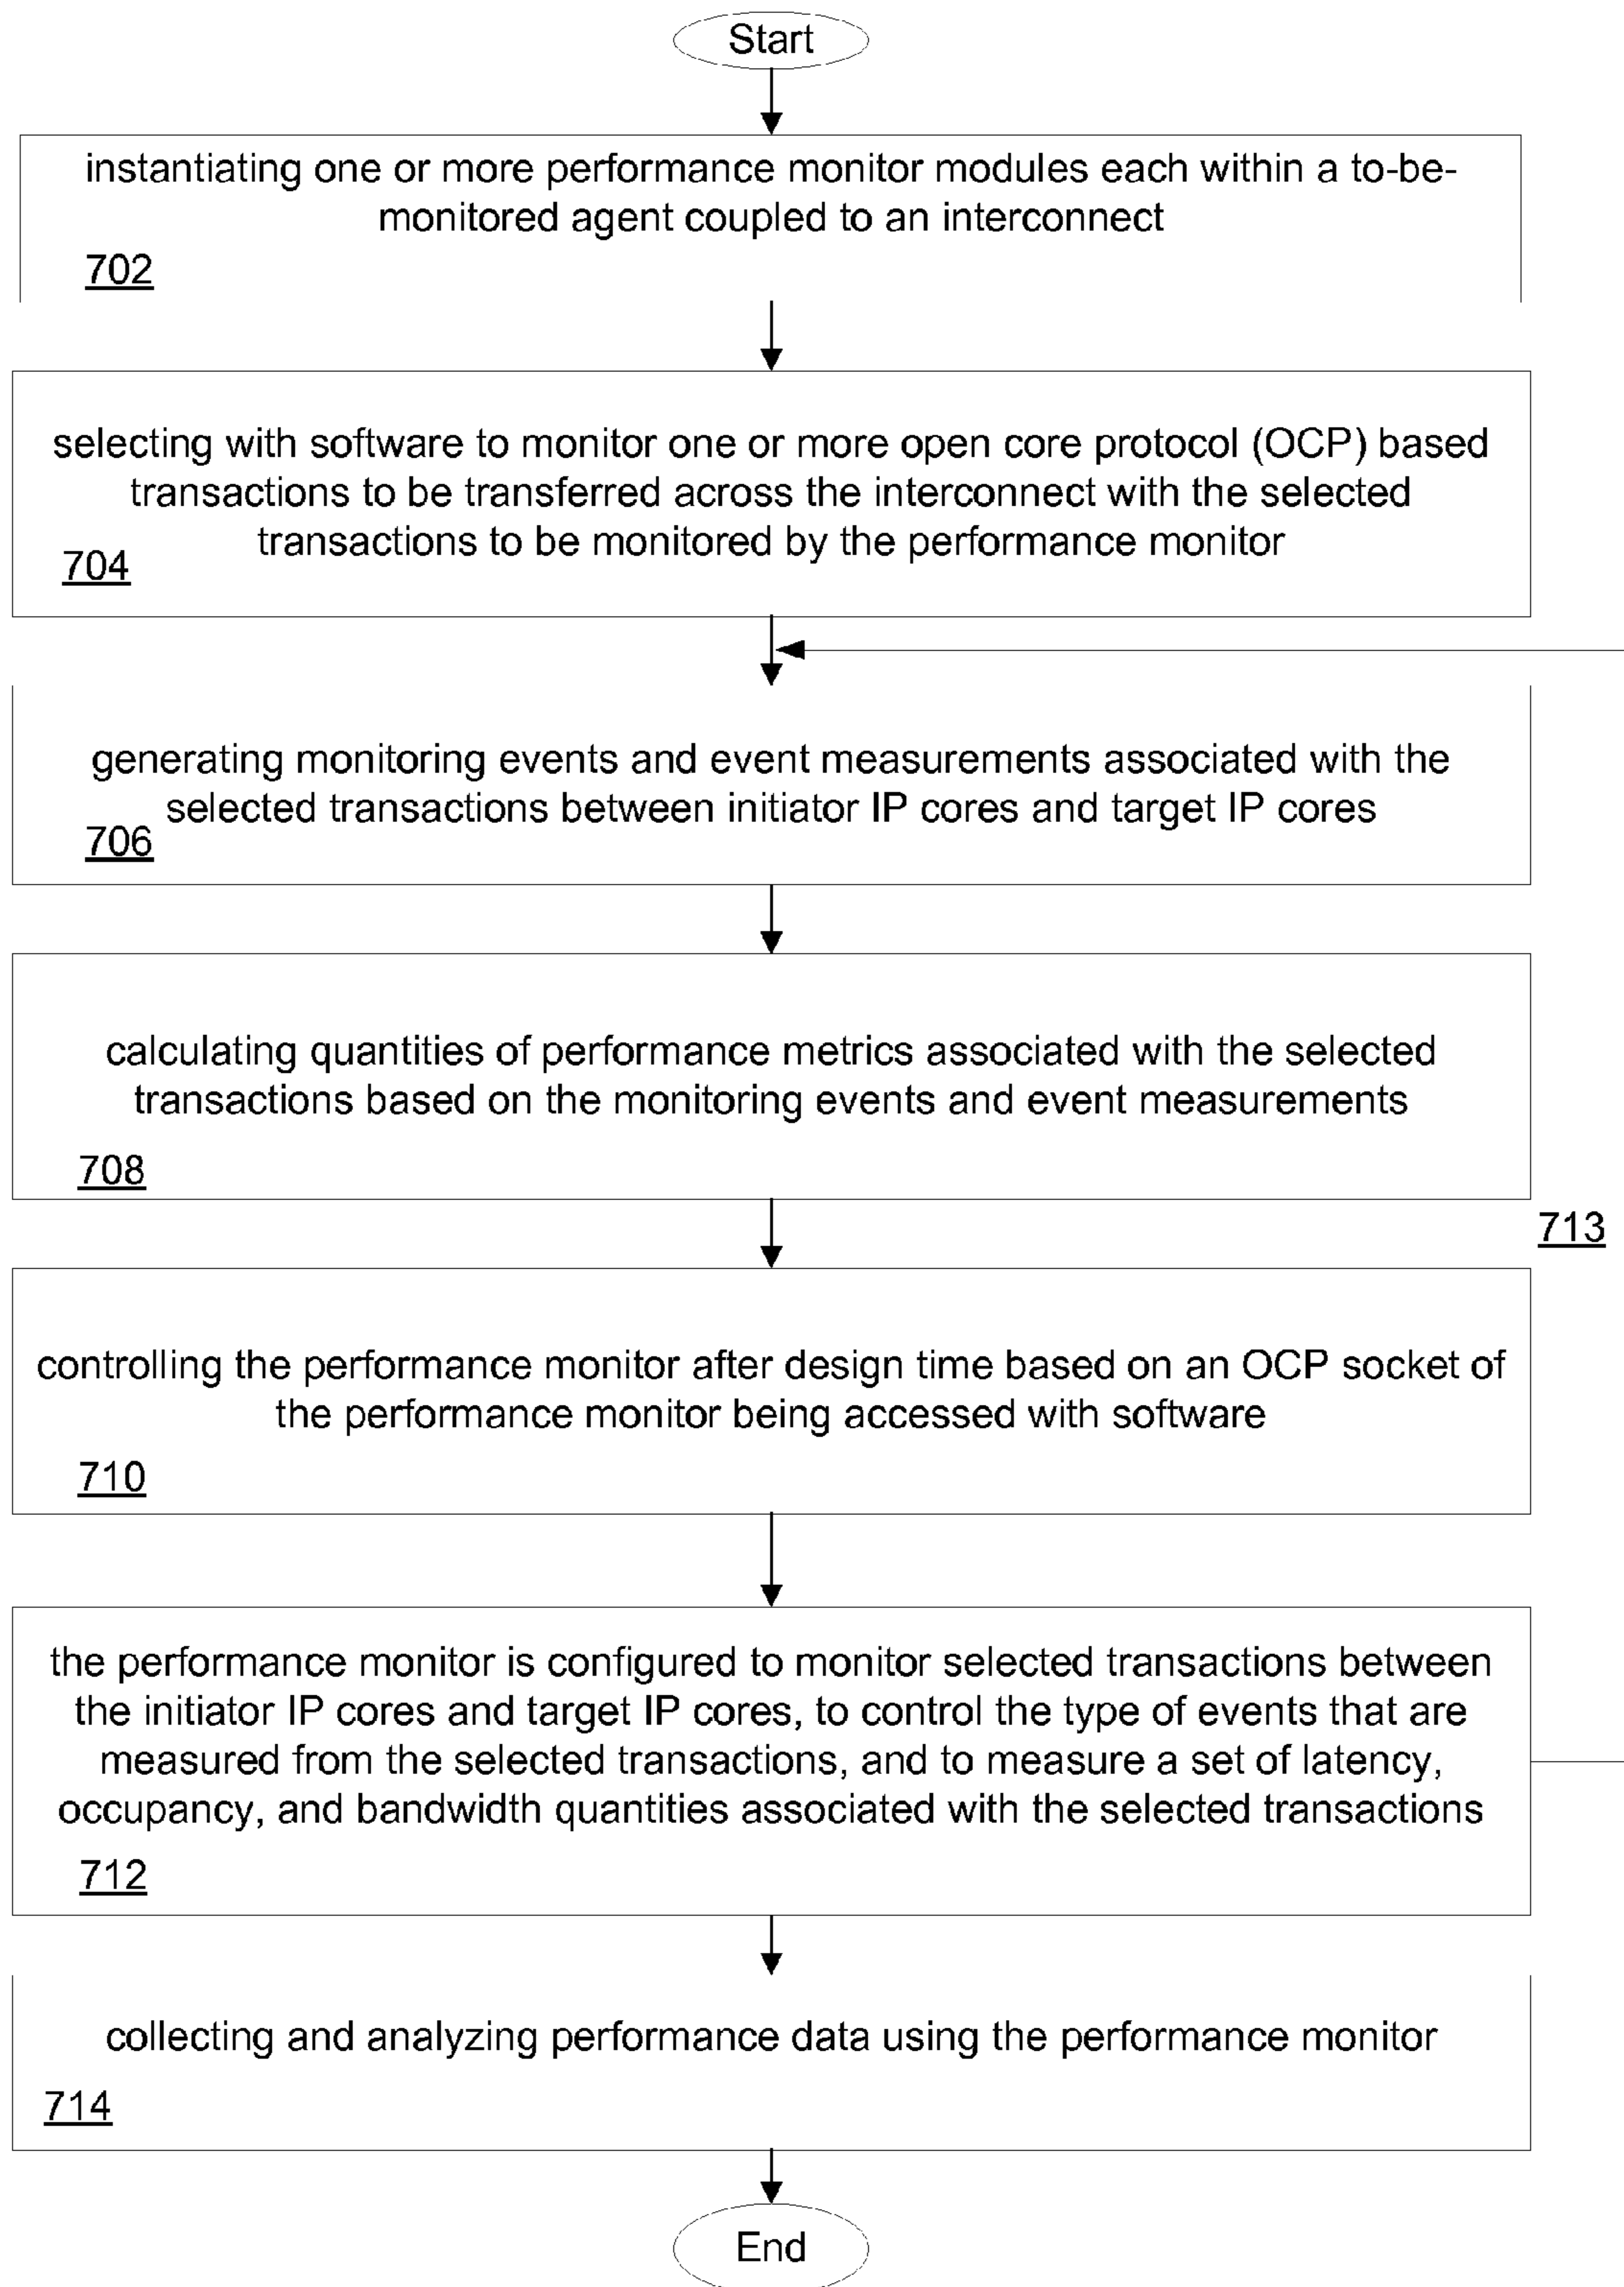 Start
instantiating one or more performance monitor modules each within a to-be-
monitored agent coupled to an interconnect
702
selecting with software to monitor one or more open core protocol (OCP) based
transactions to be transferred across the interconnect with the selected
transactions to be monitored by the performance monitor
704
generating monitoring events and event measurements associated with the
selected transactions between initiator IP cores and target IP cores
706
calculating quantities of performance metrics associated with the selected
transactions based on the monitoring events and event measurements
708
713
controlling the performance monitor after design time based on an OCP socket of
the performance monitor being accessed with software
710
the performance monitor is configured to monitor selected transactions between
the initiator IP cores and target IP cores, to control the type of events that are
measured from the selected transactions, and to measure a set of latency,
occupancy, and bandwidth quantities associated with the selected transactions
712
collecting and analyzing performance data using the performance monitor
714
End